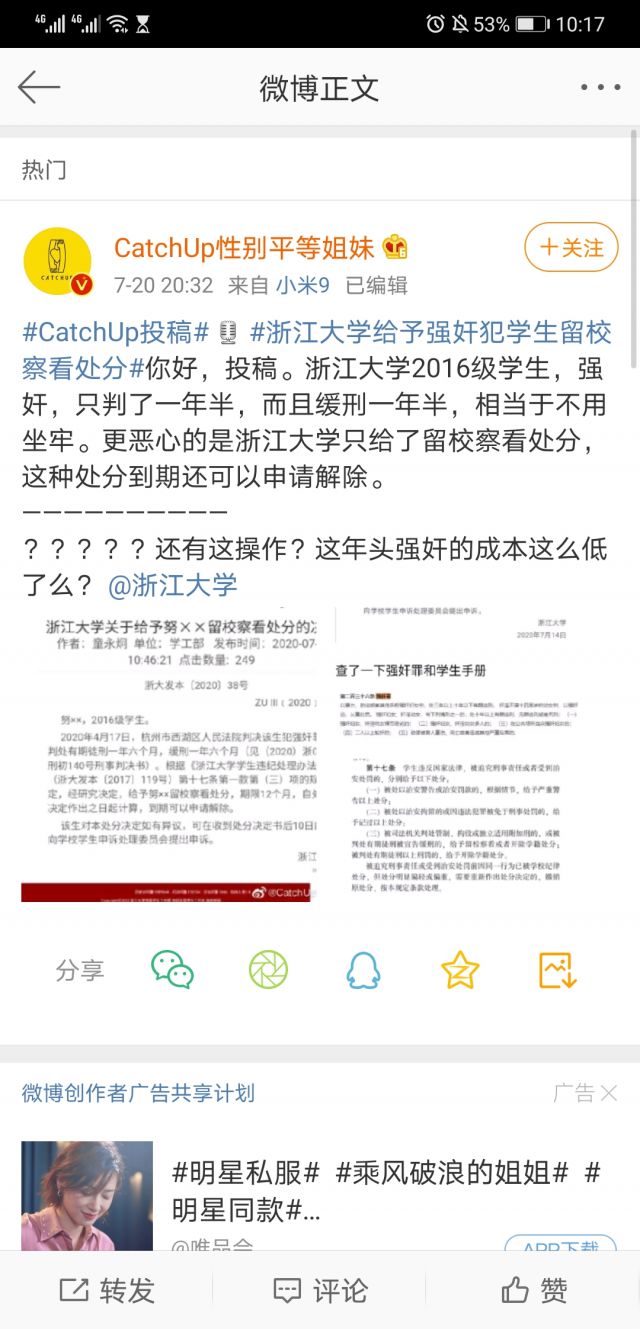 4G 4G 53% 10:17
微博正文
热门
CatchUp性别平等姐妹
CATCHUP
+关注
7-20 20:32 来自 小米9 已编辑
#CatchUp投稿# #浙江大学给予强奸犯学生留校
察看处分#你好，投稿。浙江大学2016级学生，强
奸，只判了一年半，而且缓刑一年半，相当于不用
坐牢。更恶心的是浙江大学只给了留校察看处分，
这种处分到期还可以申请解除。
——————————
？？？？？还有这操作？这年头强奸的成本这么低
了么？ @浙江大学
浙江大学关于给予努××留校察看处分的决
作者：童永炯 单位：学工部 发布时间：2020-07-
10:46:21 点击数量：249
浙大发本〔2020〕38号
ZU III（2020
努××，2016级学生。
2020年4月17日，杭州市西湖区人民法院判决该生犯强奸
判处有期徒刑一年六个月，缓刑一年六个月〔见（2020）浙0
刑初140号刑事判决书〕。根据《浙江大学学生违纪处理办法
（浙大发本〔2017〕119号）第十七条第一款第（三）项的规
定，经研究决定，给予努××留校察看处分，期限12个月，自处
决定作出之日起计算，到期可以申请解除。
该生对本处分决定如有异议，可在收到处分决定书后10日
向学校学生申诉处理委员会提出申诉。
浙江
@CatchU
向学校学生申诉处理委员会提出申诉。
浙江大学
2020年7月14日
查了一下强奸罪和学生手册
第十七条 学生违反国家法律，被追究刑事责任或者受到治
安处罚的，分别给予以下处分。
（一）被处以治安警告或治安罚款的，根据情节，给予严重警
告以上处分；
（二）被处以治安拘留的或因违法犯罪被免于刑事处罚的，给
予记过以上处分；
（三）被司法机关判处管制、拘役或独立适用附加刑的，或被
判处有期徒刑被宣告缓刑的，给予留校察看或者开除学籍处分；
被判处有期徒刑以上刑罚的，给予开除学籍处分。
被追究刑事责任或受到治安处罚前因同一行为已被学校纪律
处分，但处分明显偏轻或偏重，需要重新作出处分决定的，撤销
原处分，按本规定条款处理。
分享
微博创作者广告共享计划
广告
#明星私服# #乘风破浪的姐姐# #
明星同款#...
@唯品会
APP下载
转发 评论 赞